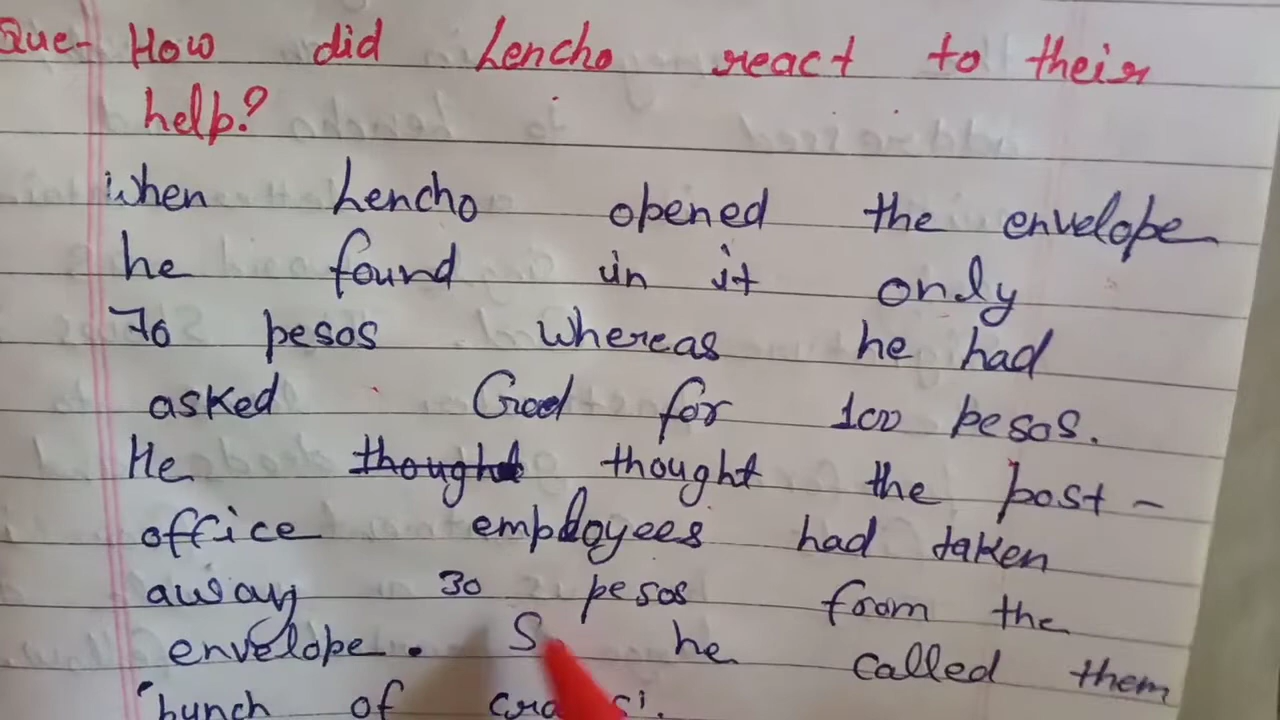 Que- How did Lencho react to their
help?
When Lencho opened the envelope
he found in it only
70 pesos whereas he had
asked God for 100 pesos.
He thought thought the post-
office employees had taken
away 30 pesos from the
envelope. he called them
bunch of